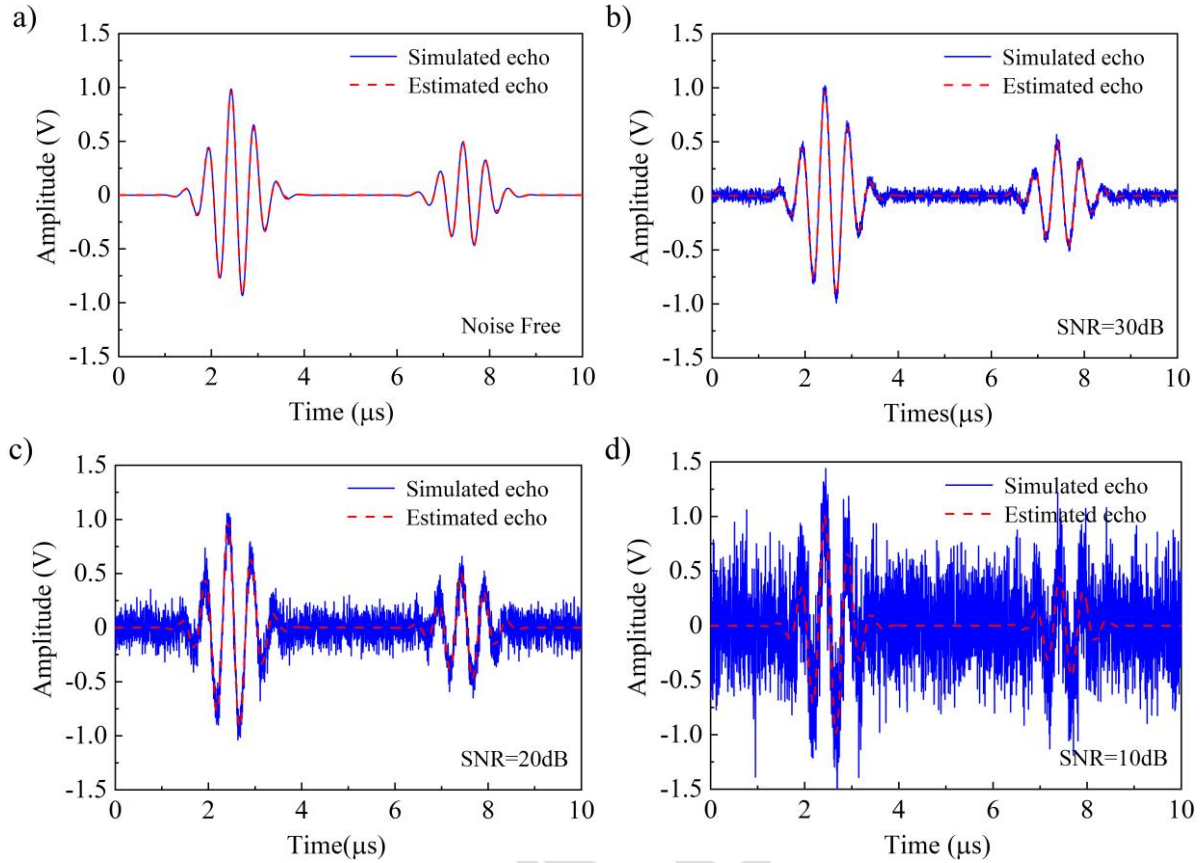 a)
1.5
1.0
0.5
0
-0.5
-1.0
-1.5
Amplitude (V)
Simulated echo
Estimated echo
Noise Free
0 2 4 6 8 10
Time (μs)
b)
1.5
1.0
0.5
0
-0.5
-1.0
-1.5
Amplitude (V)
Simulated echo
Estimated echo
SNR=30dB
0 2 4 6 8 10
Times(μs)
c)
1.5
1.0
0.5
0
-0.5
-1.0
-1.5
Amplitude (V)
Simulated echo
Estimated echo
SNR=20dB
0 2 4 6 8 10
Time(μs)
d)
1.5
1.0
0.5
0
-0.5
-1.0
-1.5
Amplitude (V)
Simulated echo
Estimated echo
SNR=10dB
0 2 4 6 8 10
Time (μs)